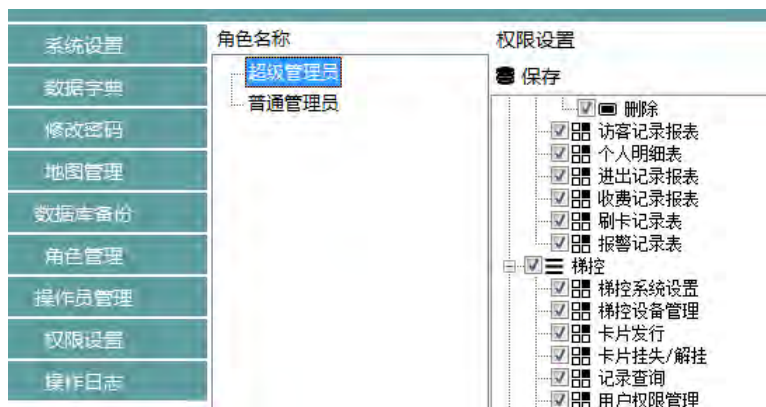 系统设置
数据字典
修改密码
地图管理
数据库备份
角色管理
操作员管理
权限设置
操作日志
角色名称
超级管理员
普通管理员
权限设置
保存
删除
访客记录报表
个人明细表
进出记录报表
收费记录报表
刷卡记录表
报警记录表
梯控
梯控系统设置
梯控设备管理
卡片发行
卡片挂失/解挂
记录查询
用户权限管理